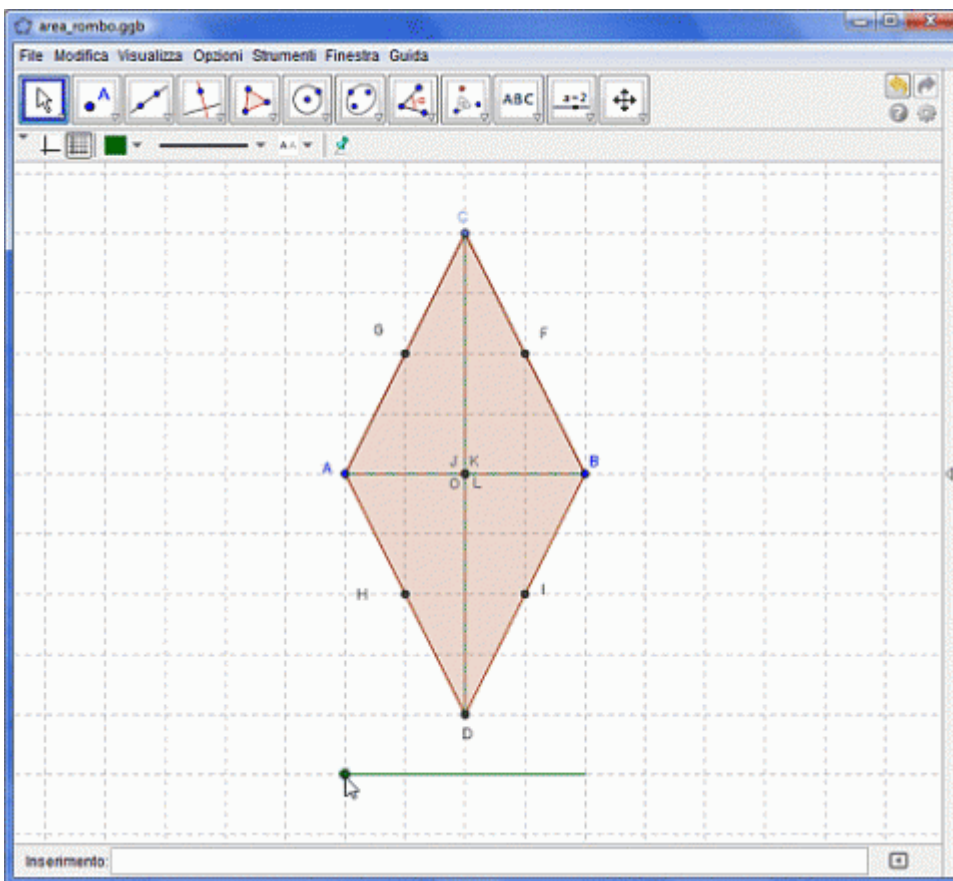 area_rombo.ggb
File Modifica Visualizza Opzioni Strumenti Finestra Guida
A ABC a=2
A A
C
G F
A J K B
O L
H I
D
Inserimento: